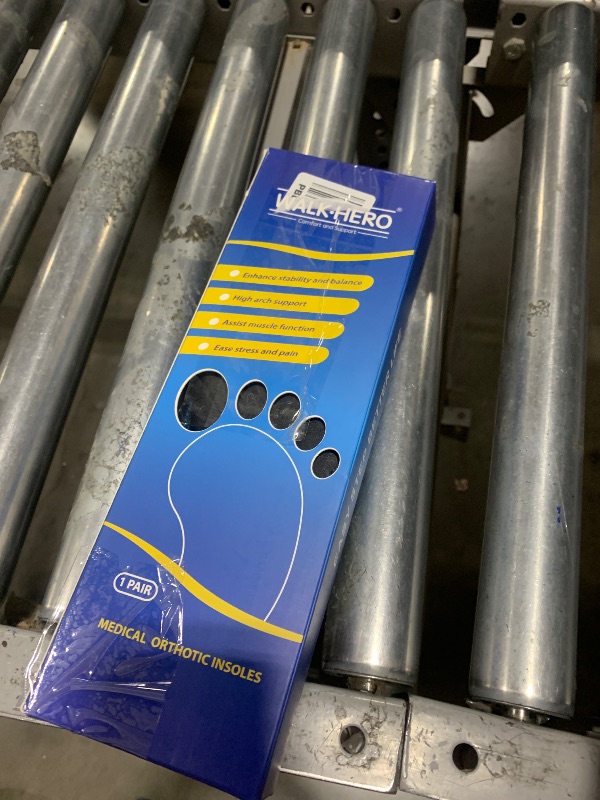 WALK·HERO®
Comfort and Support
Enhance stability and balance
High arch support
Assist muscle function
Ease stress and pain
1 PAIR
MEDICAL ORTHOTIC INSOLES